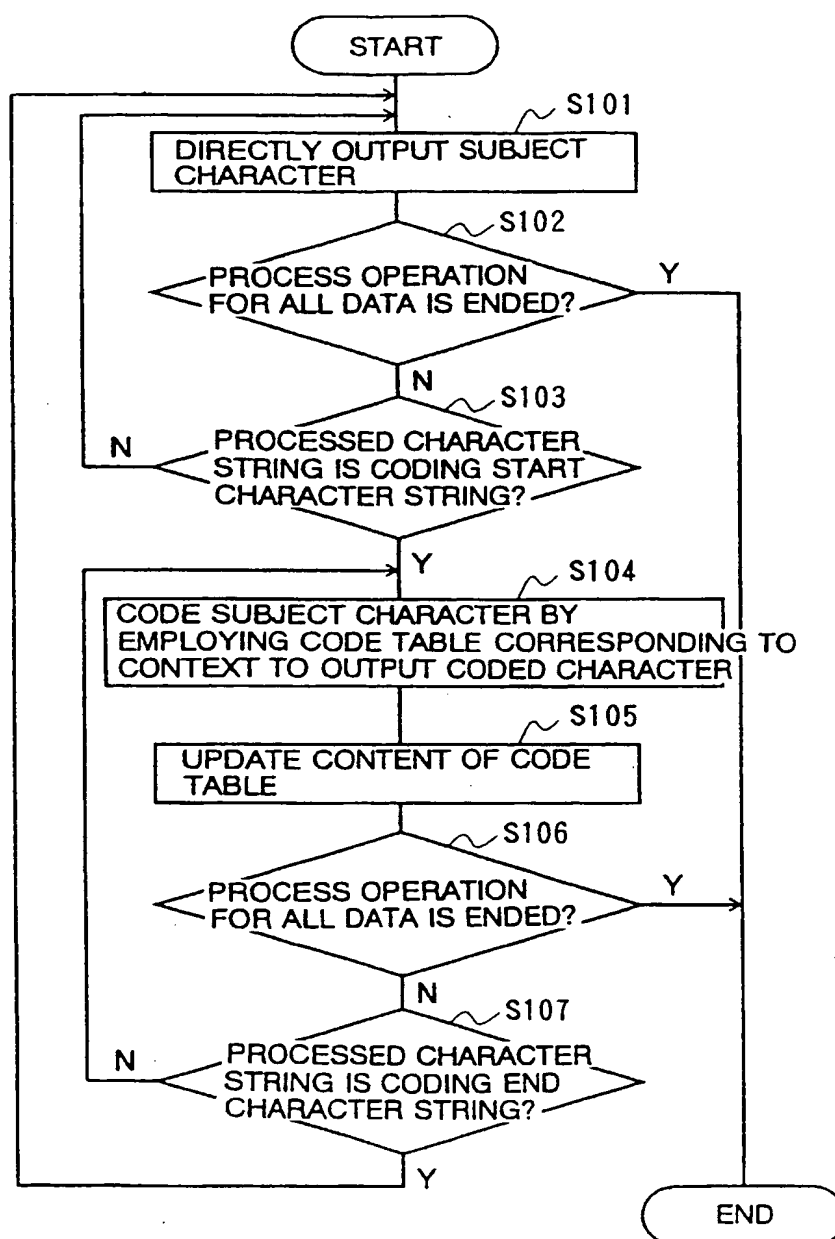 START
S101
DIRECTLY OUTPUT SUBJECT
CHARACTER
S102
PROCESS OPERATION
FOR ALL DATA IS ENDED?
Y
N
S103
PROCESSED CHARACTER
STRING IS CODING START
CHARACTER STRING?
N
Y
S104
CODE SUBJECT CHARACTER BY
EMPLOYING CODE TABLE CORRESPONDING TO
CONTEXT TO OUTPUT CODED CHARACTER
S105
UPDATE CONTENT OF CODE
TABLE
S106
PROCESS OPERATION
FOR ALL DATA IS ENDED?
Y
N
S107
PROCESSED CHARACTER
STRING IS CODING END
CHARACTER STRING?
N
Y
END